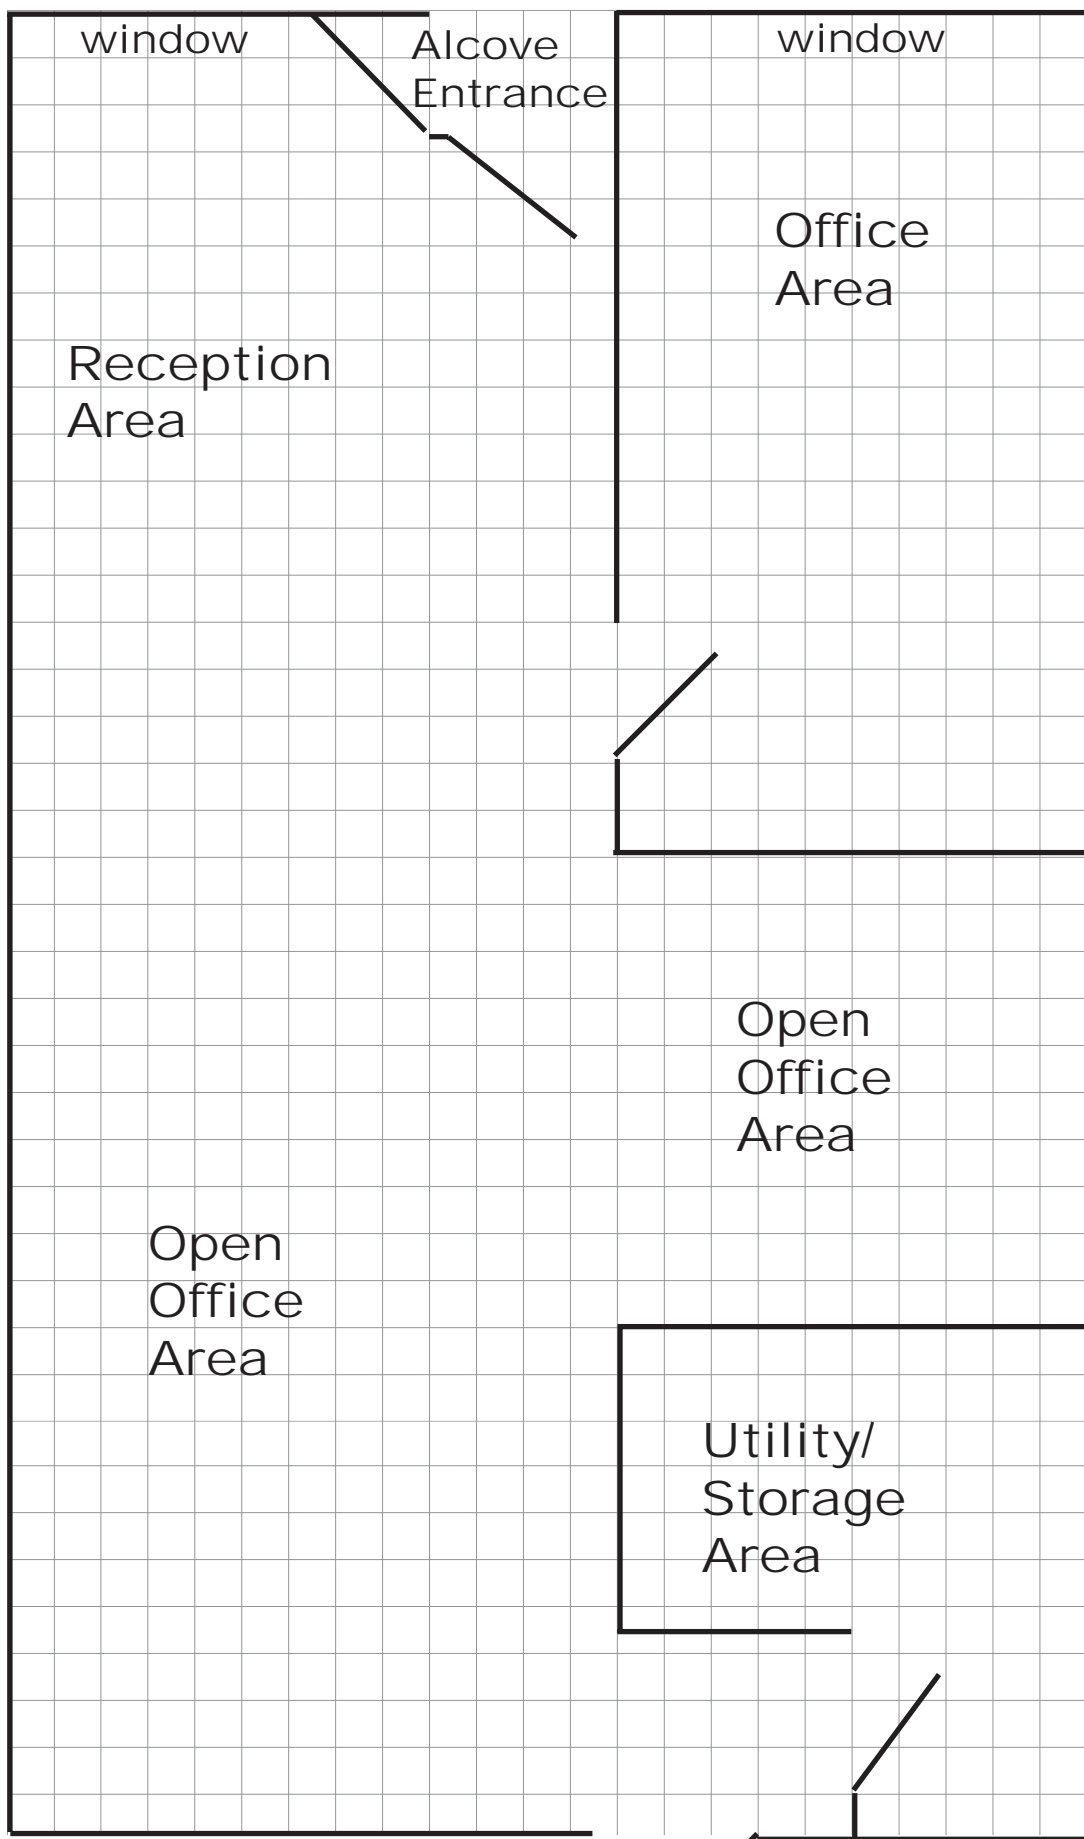 window
Alcove
Entrance
window
Office
Area
Reception
Area
Open
Office
Area
Open
Office
Area
Utility/
Storage
Area